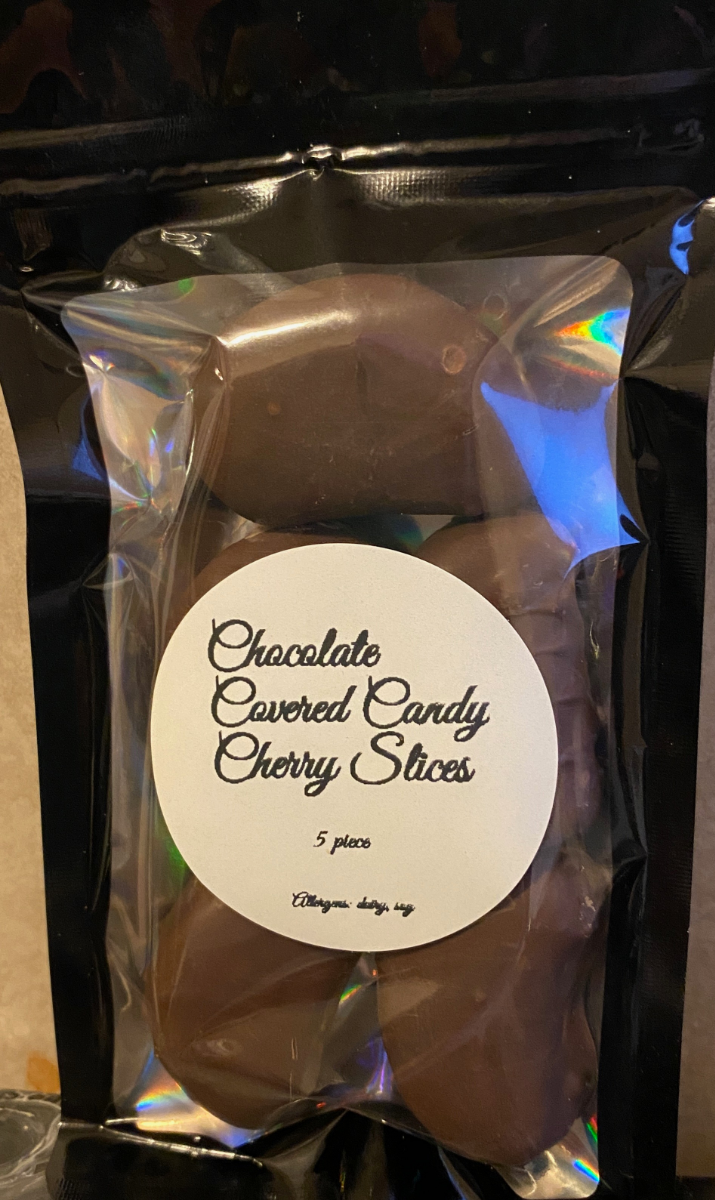 Chocolate
Covered Candy
Cherry Slices
5 piece
Allergens: dairy, soy